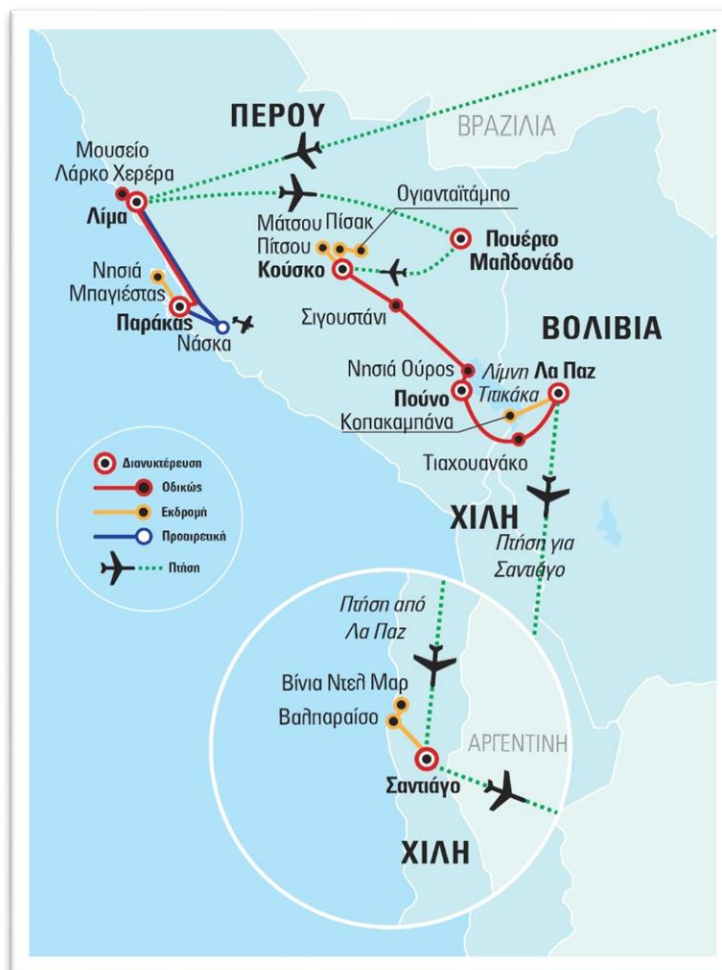 ΠΕΡΟΥ
ΒΡΑΖΙΛΙΑ
Μουσείο
Λάρκο Χερέρα
Λίμα
Ογιανταϊτάμπο
Μάτσου
Πίτσου
Πίσακ
Κούσκο
Πουέρτο
Μαλδονάδο
Νησιά
Μπαγιέστας
Παράκας
Νάσκα
Σιγουστάνι
ΒΟΛΙΒΙΑ
Νησιά Ούρος
Λίμνη
Τιτικάκα
Λα Παζ
Πούνο
Κοπακαμπάνα
Τιαχουανάκο
Διανυκτέρευση
Οδικώς
Εκδρομή
Προαιρετική
Πτήση
ΧΙΛΗ
Πτήση για
Σαντιάγο
Πτήση από
Λα Παζ
Βίνια Ντελ Μαρ
Βαλπαραίσο
ΑΡΓΕΝΤΙΝΗ
Σαντιάγο
ΧΙΛΗ